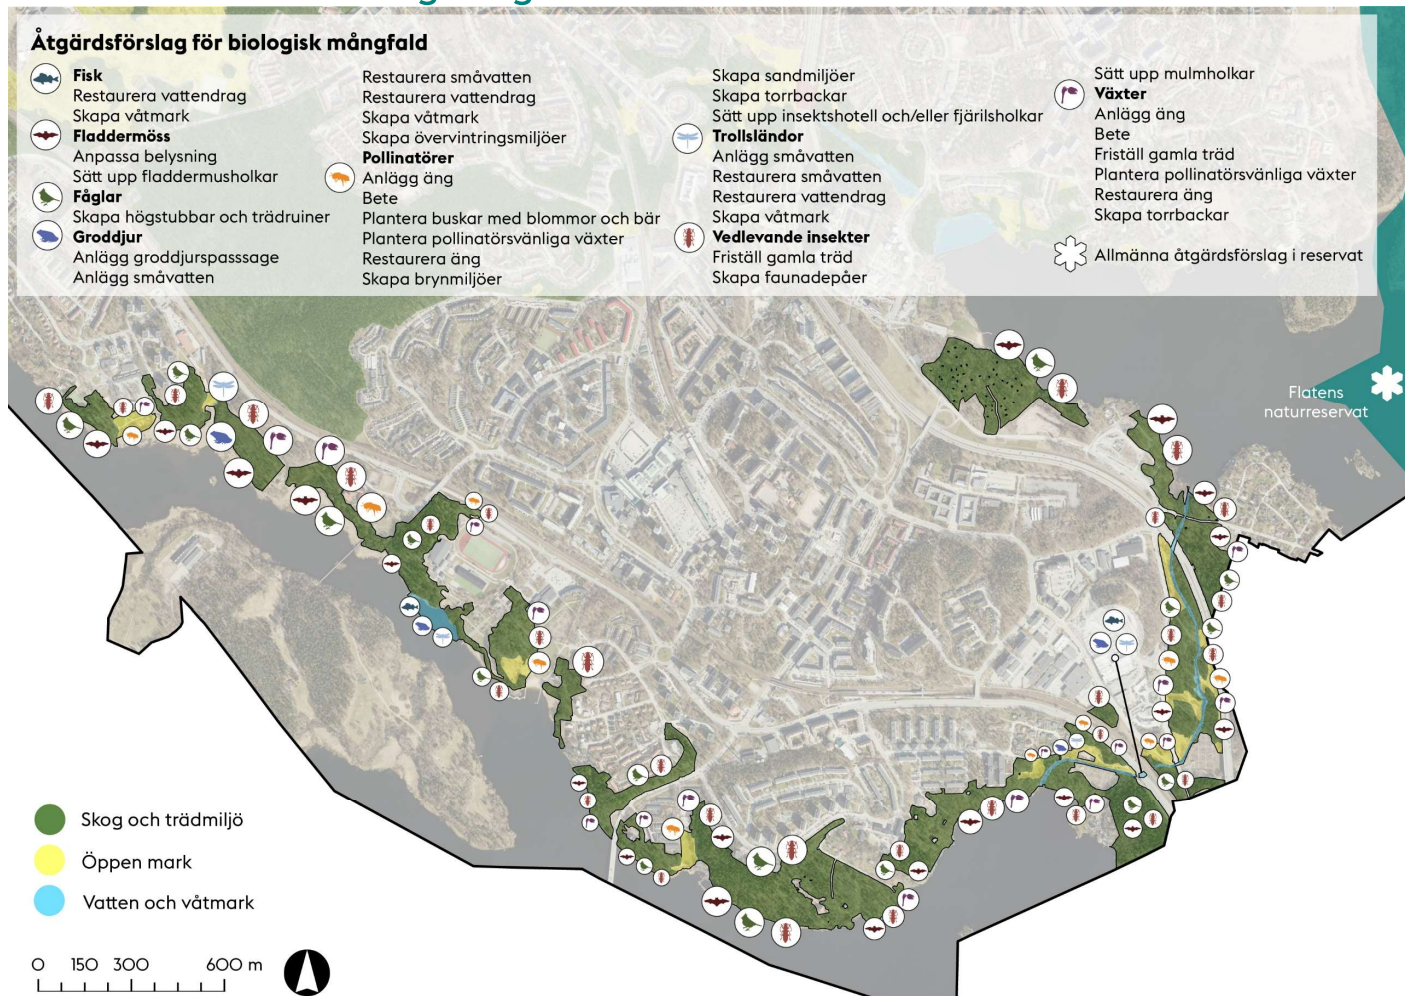 Åtgärdsförslag för biologisk mångfald
Fisk
Restaurera vattendrag
Skapa våtmark
Fladdermöss
Anpassa belysning
Sätt upp fladdermusholkar
Fåglar
Skapa högstubbar och trädruiner
Groddjur
Anlägg groddjurspasssage
Anlägg småvatten
Restaurera småvatten
Restaurera vattendrag
Skapa våtmark
Skapa övervintringsmiljöer
Pollinatörer
Anlägg äng
Bete
Plantera buskar med blommor och bär
Plantera pollinatörsvänliga växter
Restaurera äng
Skapa brynmiljöer
Skapa sandmiljöer
Skapa torrbackar
Sätt upp insektshotell och/eller fjärilsholkar
Trollsländor
Anlägg småvatten
Restaurera småvatten
Restaurera vattendrag
Skapa våtmark
Vedlevande insekter
Friställ gamla träd
Skapa faunadepåer
Sätt upp mulmholkar
Växter
Anlägg äng
Bete
Friställ gamla träd
Plantera pollinatörsvänliga växter
Restaurera äng
Skapa torrbackar
Allmänna åtgärdsförslag i reservat
Flatens
naturreservat
Skog och trädmiljö
Öppen mark
Vatten och våtmark
0 150 300 600 m